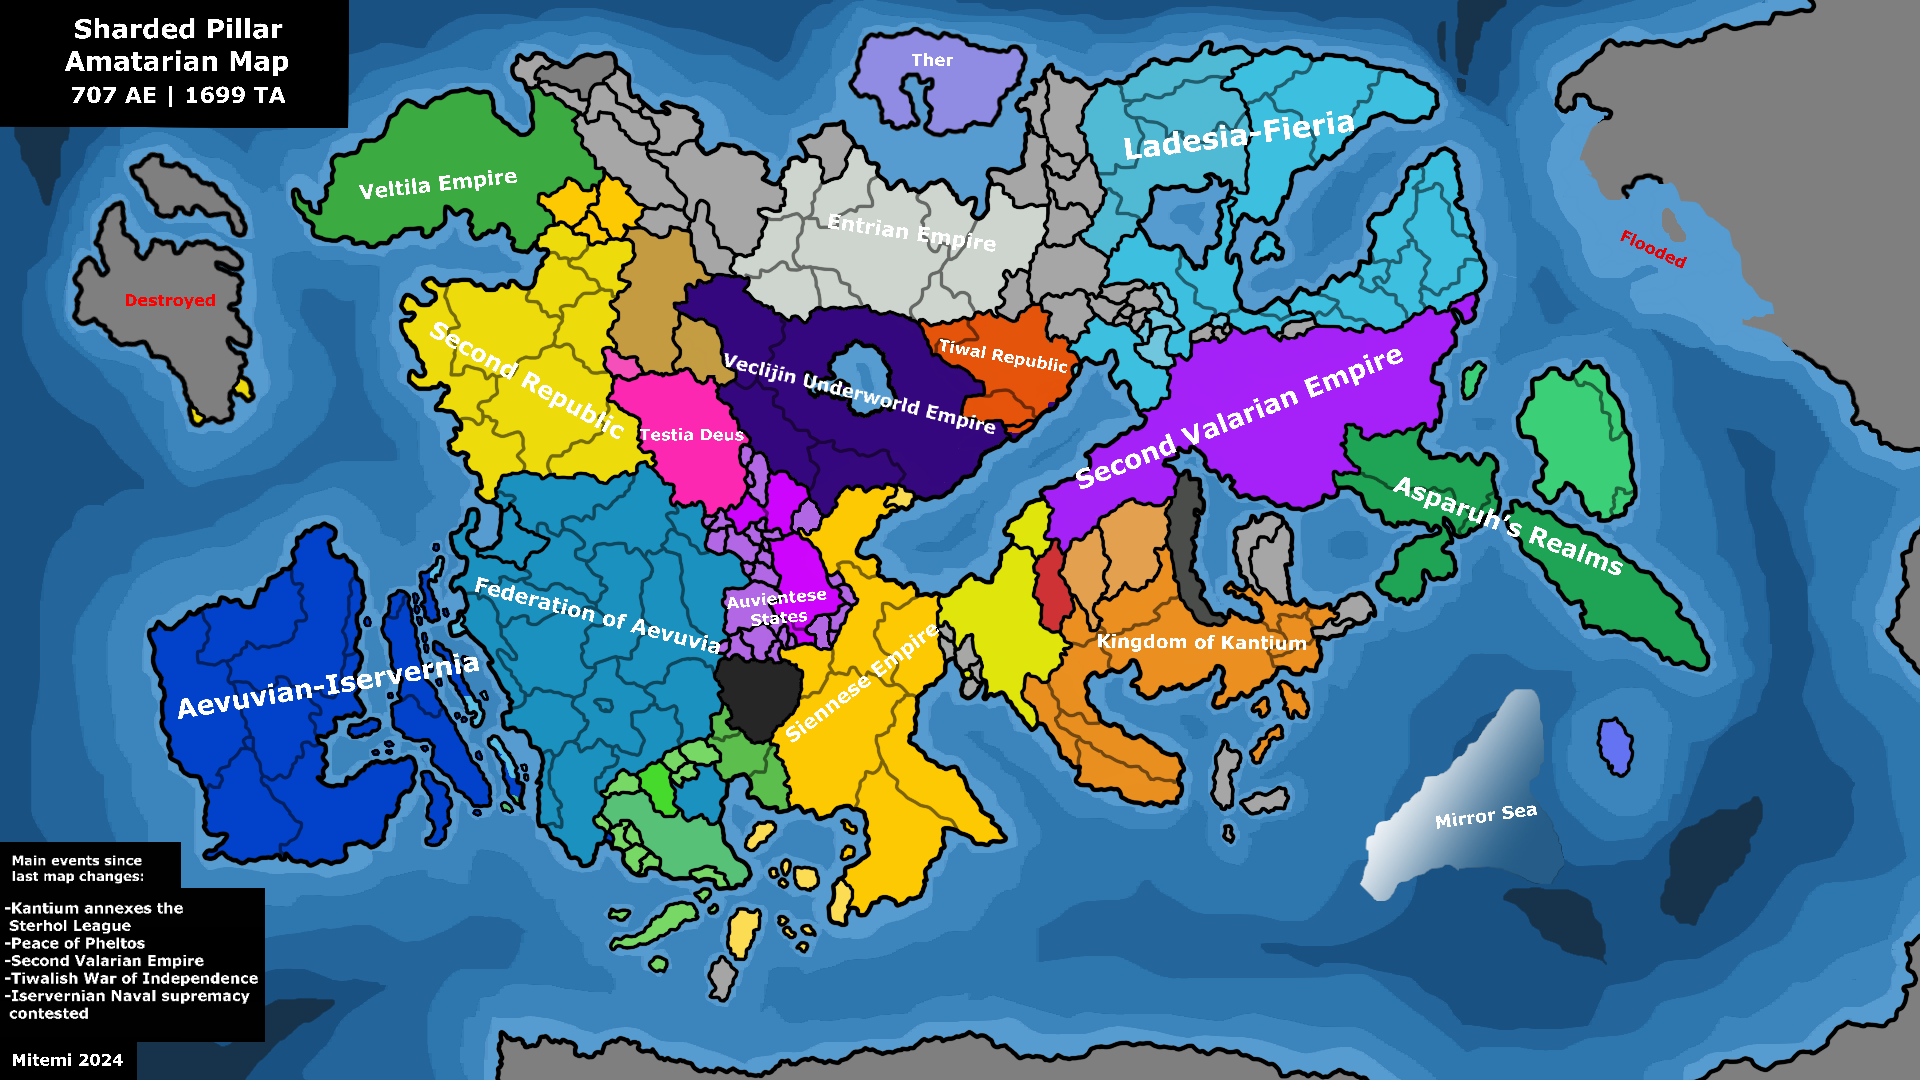 Sharded Pillar
Amatarian Map
707 AE | 1699 TA
Ther
Ladesia-Fieria
Veltila Empire
Entrian Empire
Flooded
Destroyed
Second Republic
Tiwal Republic
Veclijin Underworld Empire
Second Valarian Empire
Testia Deus
Asparuh's Realms
Federation of Aevuvia
Auvientese
States
Kingdom of Kantium
Siennese Empire
Aevuvian-Iservernia
Mirror Sea
Main events since
last map changes:
-Kantium annexes the
Sterhol League
-Peace of Pheltos
-Second Valarian Empire
-Tiwalish War of Independence
-Iservernian Naval supremacy
contested
Mitemi 2024